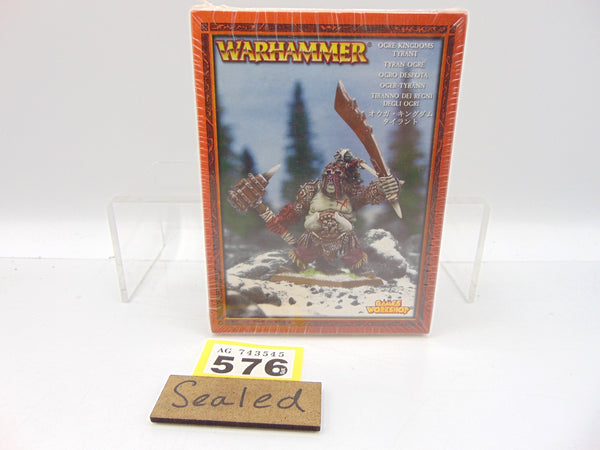 WARHAMMER
OGRE KINGDOMS
TYRANT
TYRAN OGRE
OGRO DÉSPOTA
OGER-TYRANN
TIRANNO DEI REGNI
DEGLI OGRI
オウガ・キングダム
タイラント
GAMES
WORKSHOP
AG 743545
576
Sealed